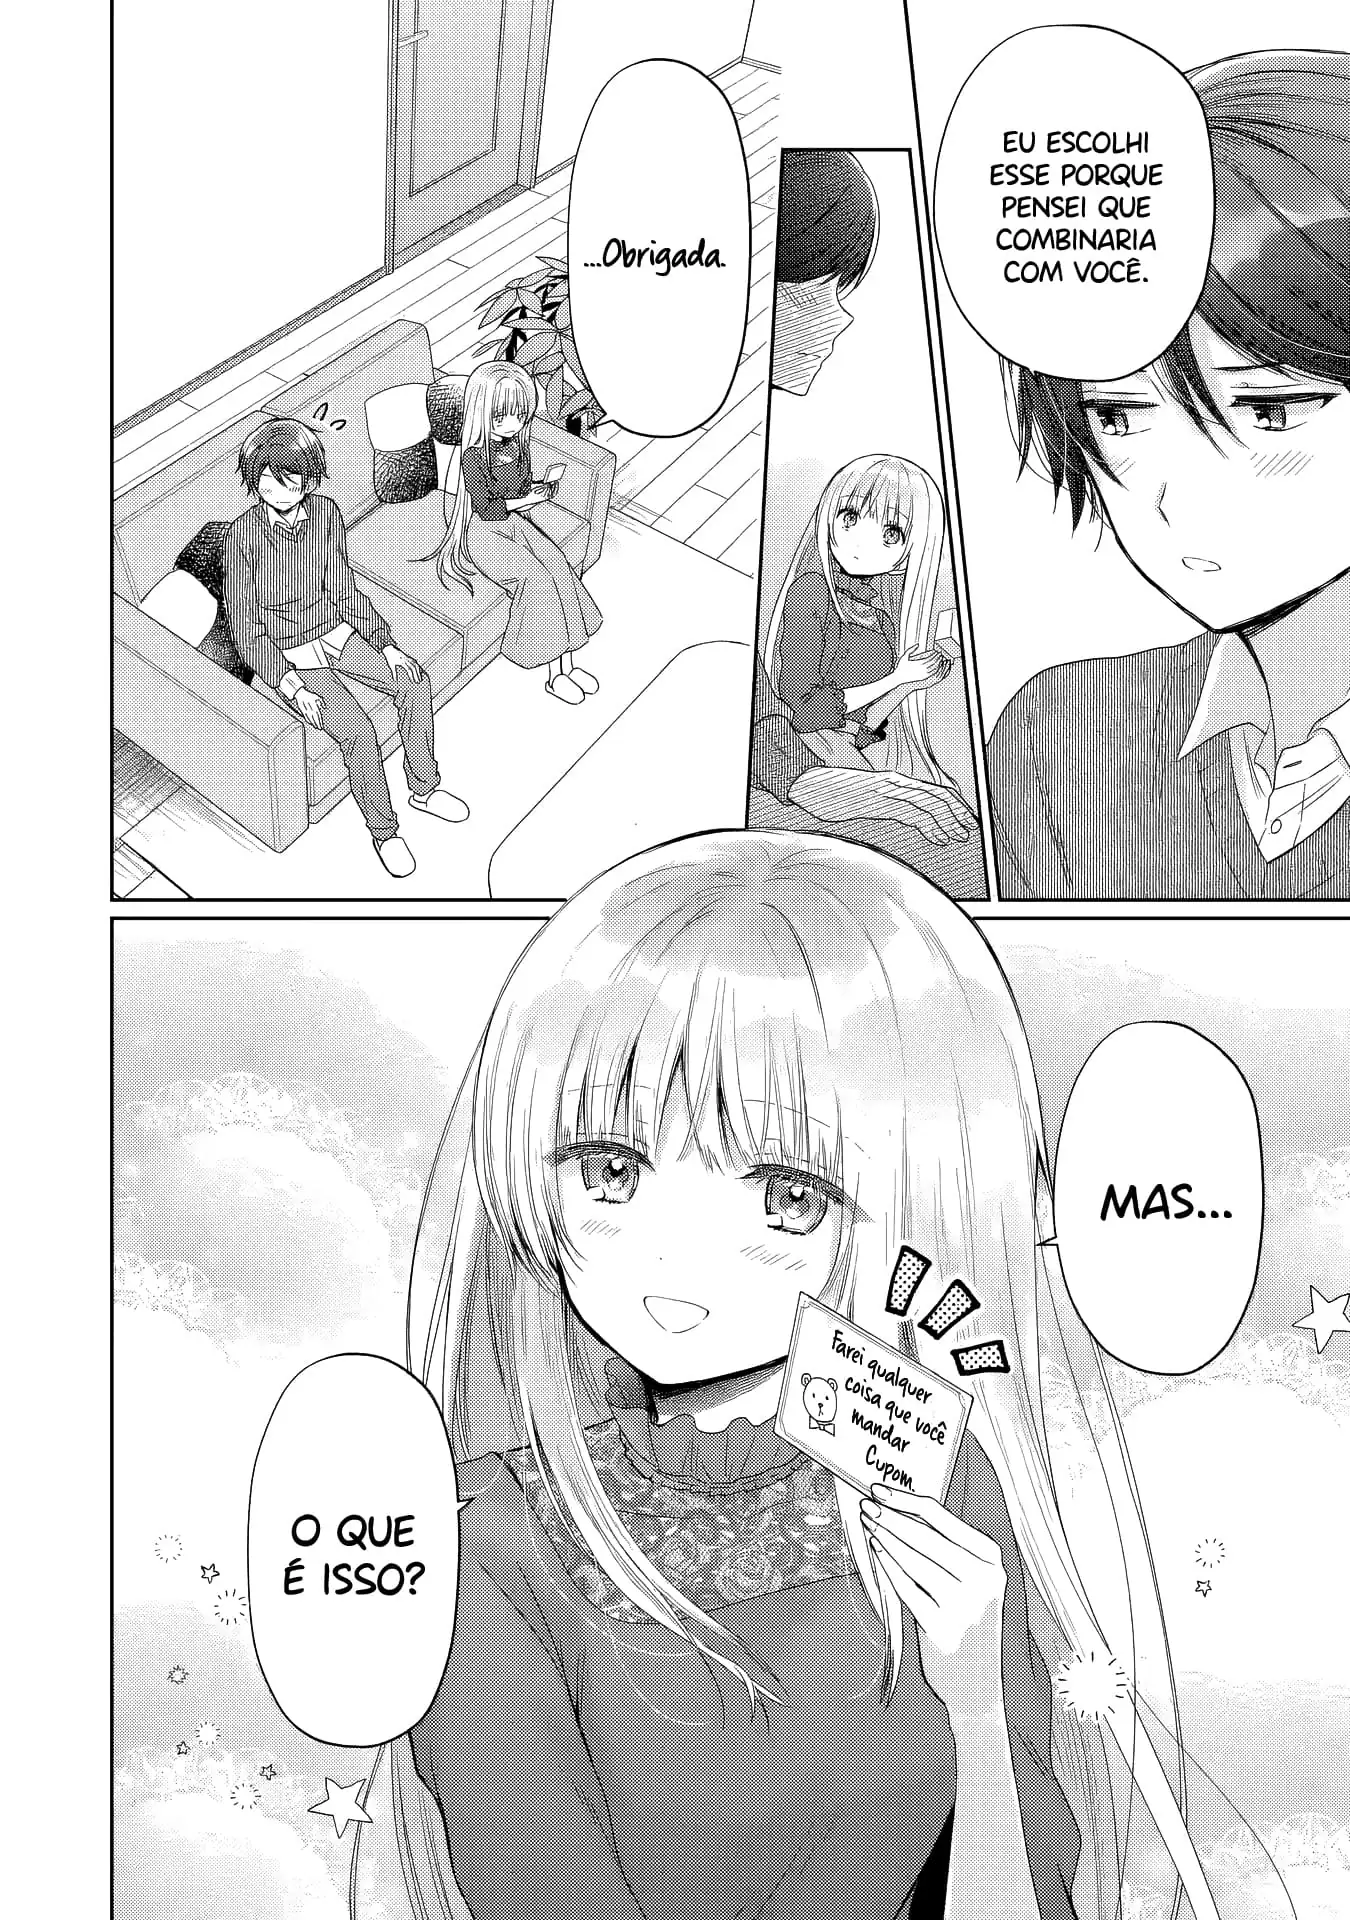 EU ESCOLHI
ESSE PORQUE
PENSEI QUE
COMBINARIA
COM VOCÊ.
...Obrigada.
MAS...
Farei qualquer
coisa que você
mandar
Cupom.
O QUE
É ISSO?